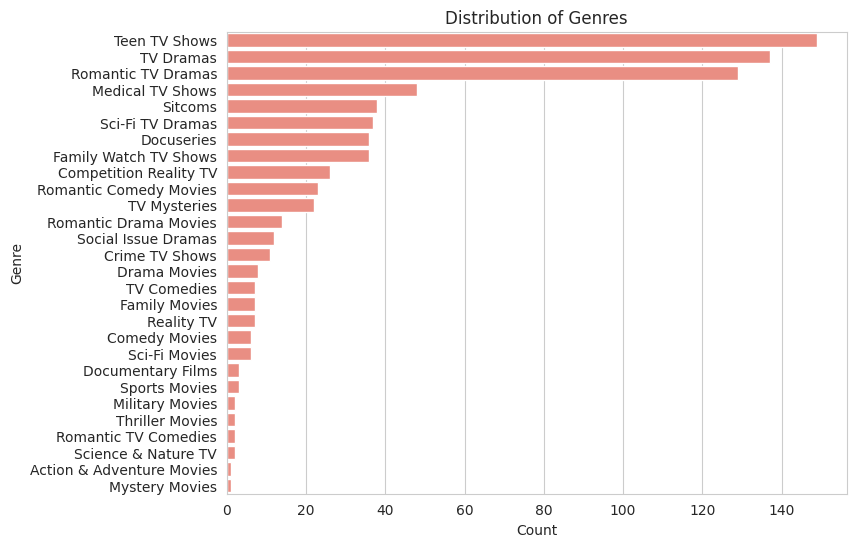 Distribution of Genres
Teen TV Shows
TV Dramas
Romantic TV Dramas
Medical TV Shows
Sitcoms
Sci-Fi TV Dramas
Docuseries
Family Watch TV Shows
Competition Reality TV
Romantic Comedy Movies
TV Mysteries
Romantic Drama Movies
Social Issue Dramas
Crime TV Shows
Drama Movies
TV Comedies
Family Movies
Reality TV
Comedy Movies
Sci-Fi Movies
Documentary Films
Sports Movies
Military Movies
Thriller Movies
Romantic TV Comedies
Science & Nature TV
Action & Adventure Movies
Mystery Movies
Genre
0 20 40 60 80 100 120 140
Count